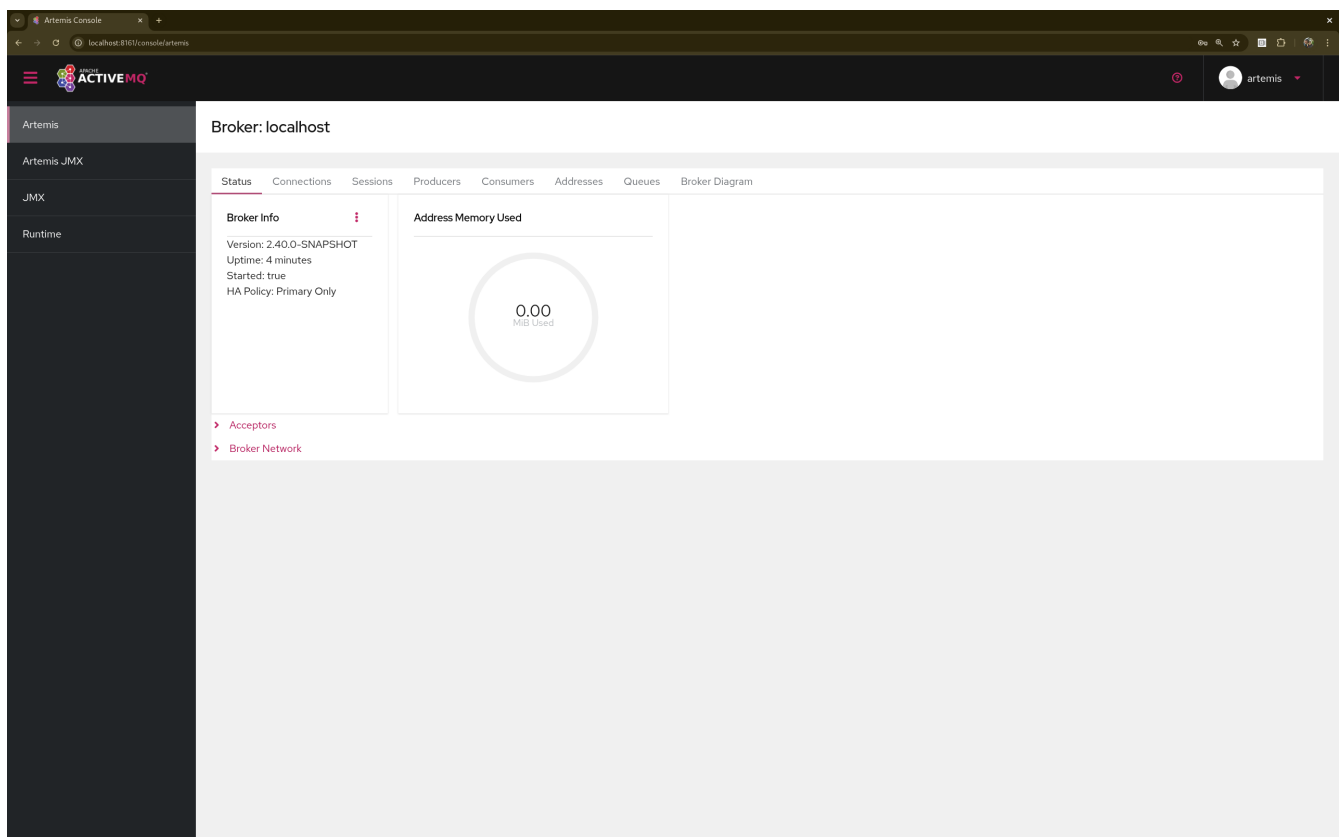 Artemis Console
localhost:8161/console/artemis
APACHE
ACTIVEMQ
artemis
Artemis
Artemis JMX
JMX
Runtime
Broker: localhost
Status Connections Sessions Producers Consumers Addresses Queues Broker Diagram
Broker Info
Version: 2.40.0-SNAPSHOT
Uptime: 4 minutes
Started: true
HA Policy: Primary Only
Address Memory Used
0.00
MiB Used
Acceptors
Broker Network